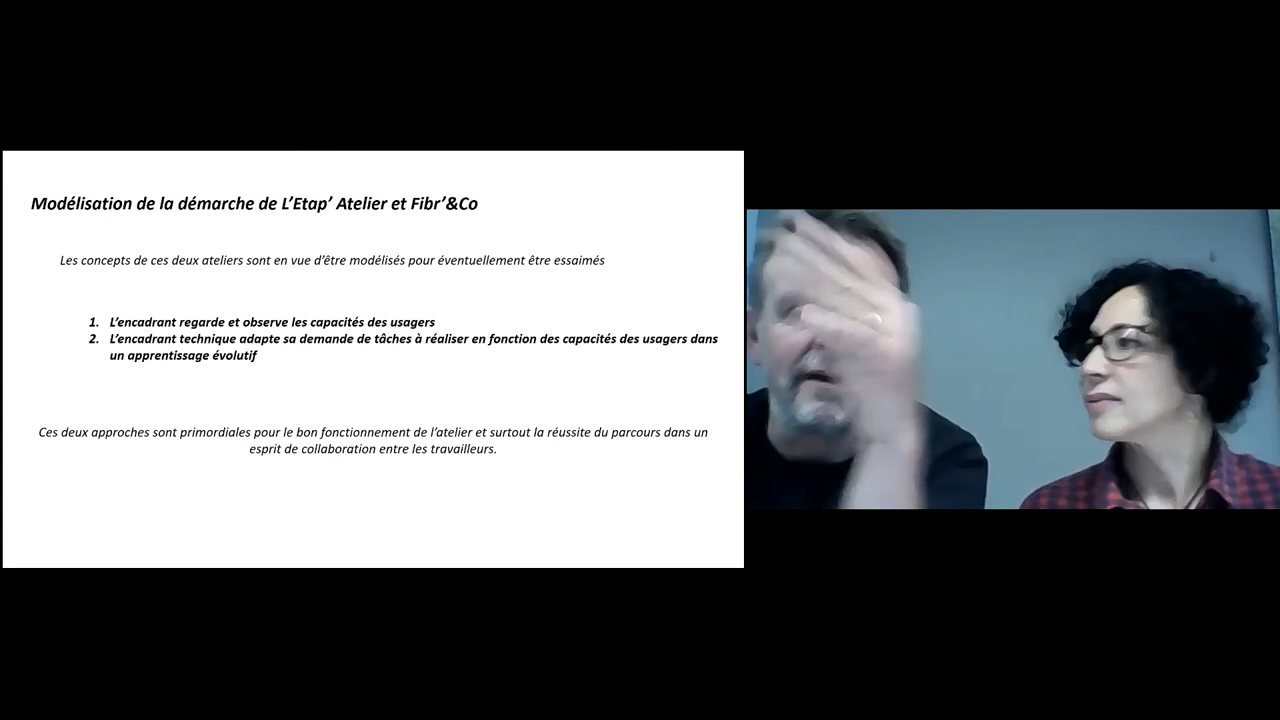 Modélisation de la démarche de L’Etap’ Atelier et Fibr’&Co
Les concepts de ces deux ateliers sont en vue d’être modélisés pour éventuellement être essaimés
1. L’encadrant regarde et observe les capacités des usagers
2. L’encadrant technique adapte sa demande de tâches à réaliser en fonction des capacités des usagers dans
un apprentissage évolutif
Ces deux approches sont primordiales pour le bon fonctionnement de l’atelier et surtout la réussite du parcours dans un
esprit de collaboration entre les travailleurs.